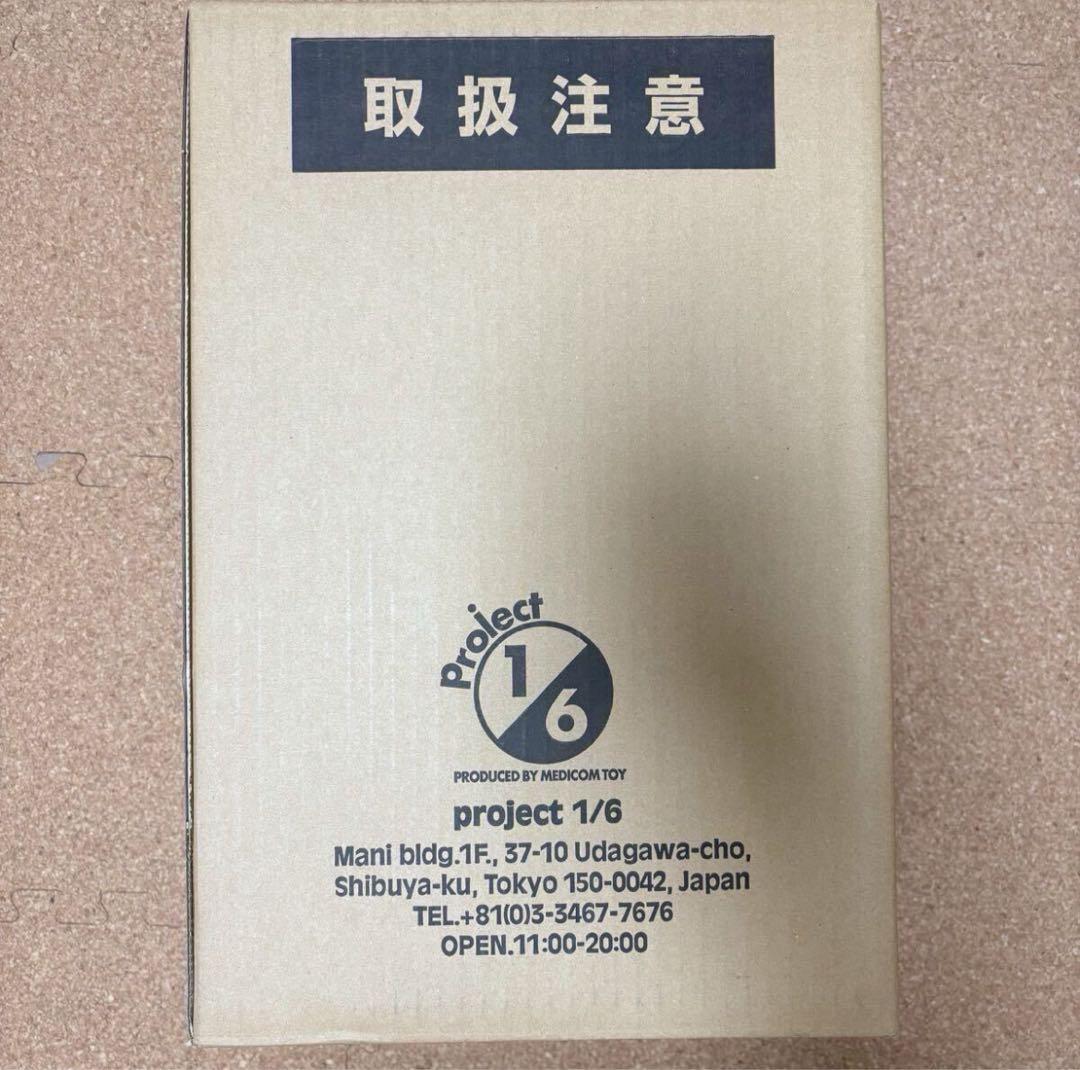 取扱注意
project
1/6
PRODUCED BY MEDICOM TOY
project 1/6
Mani bldg.1F., 37-10 Udagawa-cho,
Shibuya-ku, Tokyo 150-0042, Japan
TEL.+81(0)3-3467-7676
OPEN.11:00-20:00